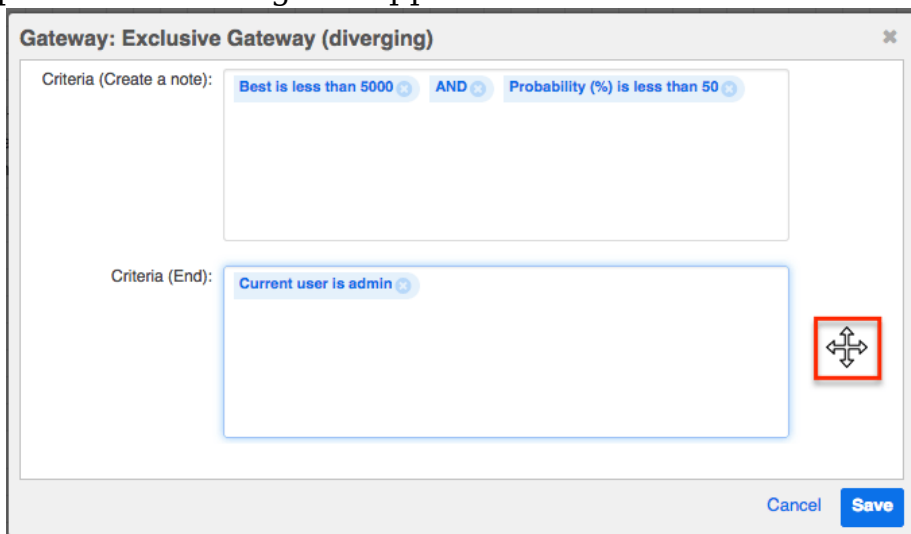 Gateway: Exclusive Gateway (diverging)
Criteria (Create a note): Best is less than 5000 AND Probability (%) is less than 50
Criteria (End): Current user is admin
Cancel Save